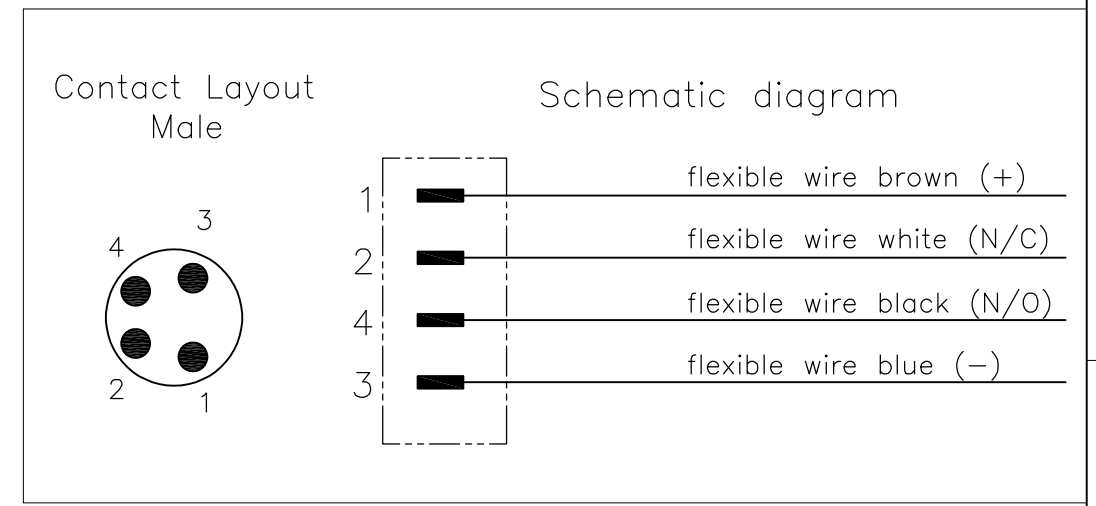 Contact Layout
Male
3
4
2
1
Schematic diagram
1 flexible wire brown (+)
2 flexible wire white (N/C)
4 flexible wire black (N/O)
3 flexible wire blue (−)